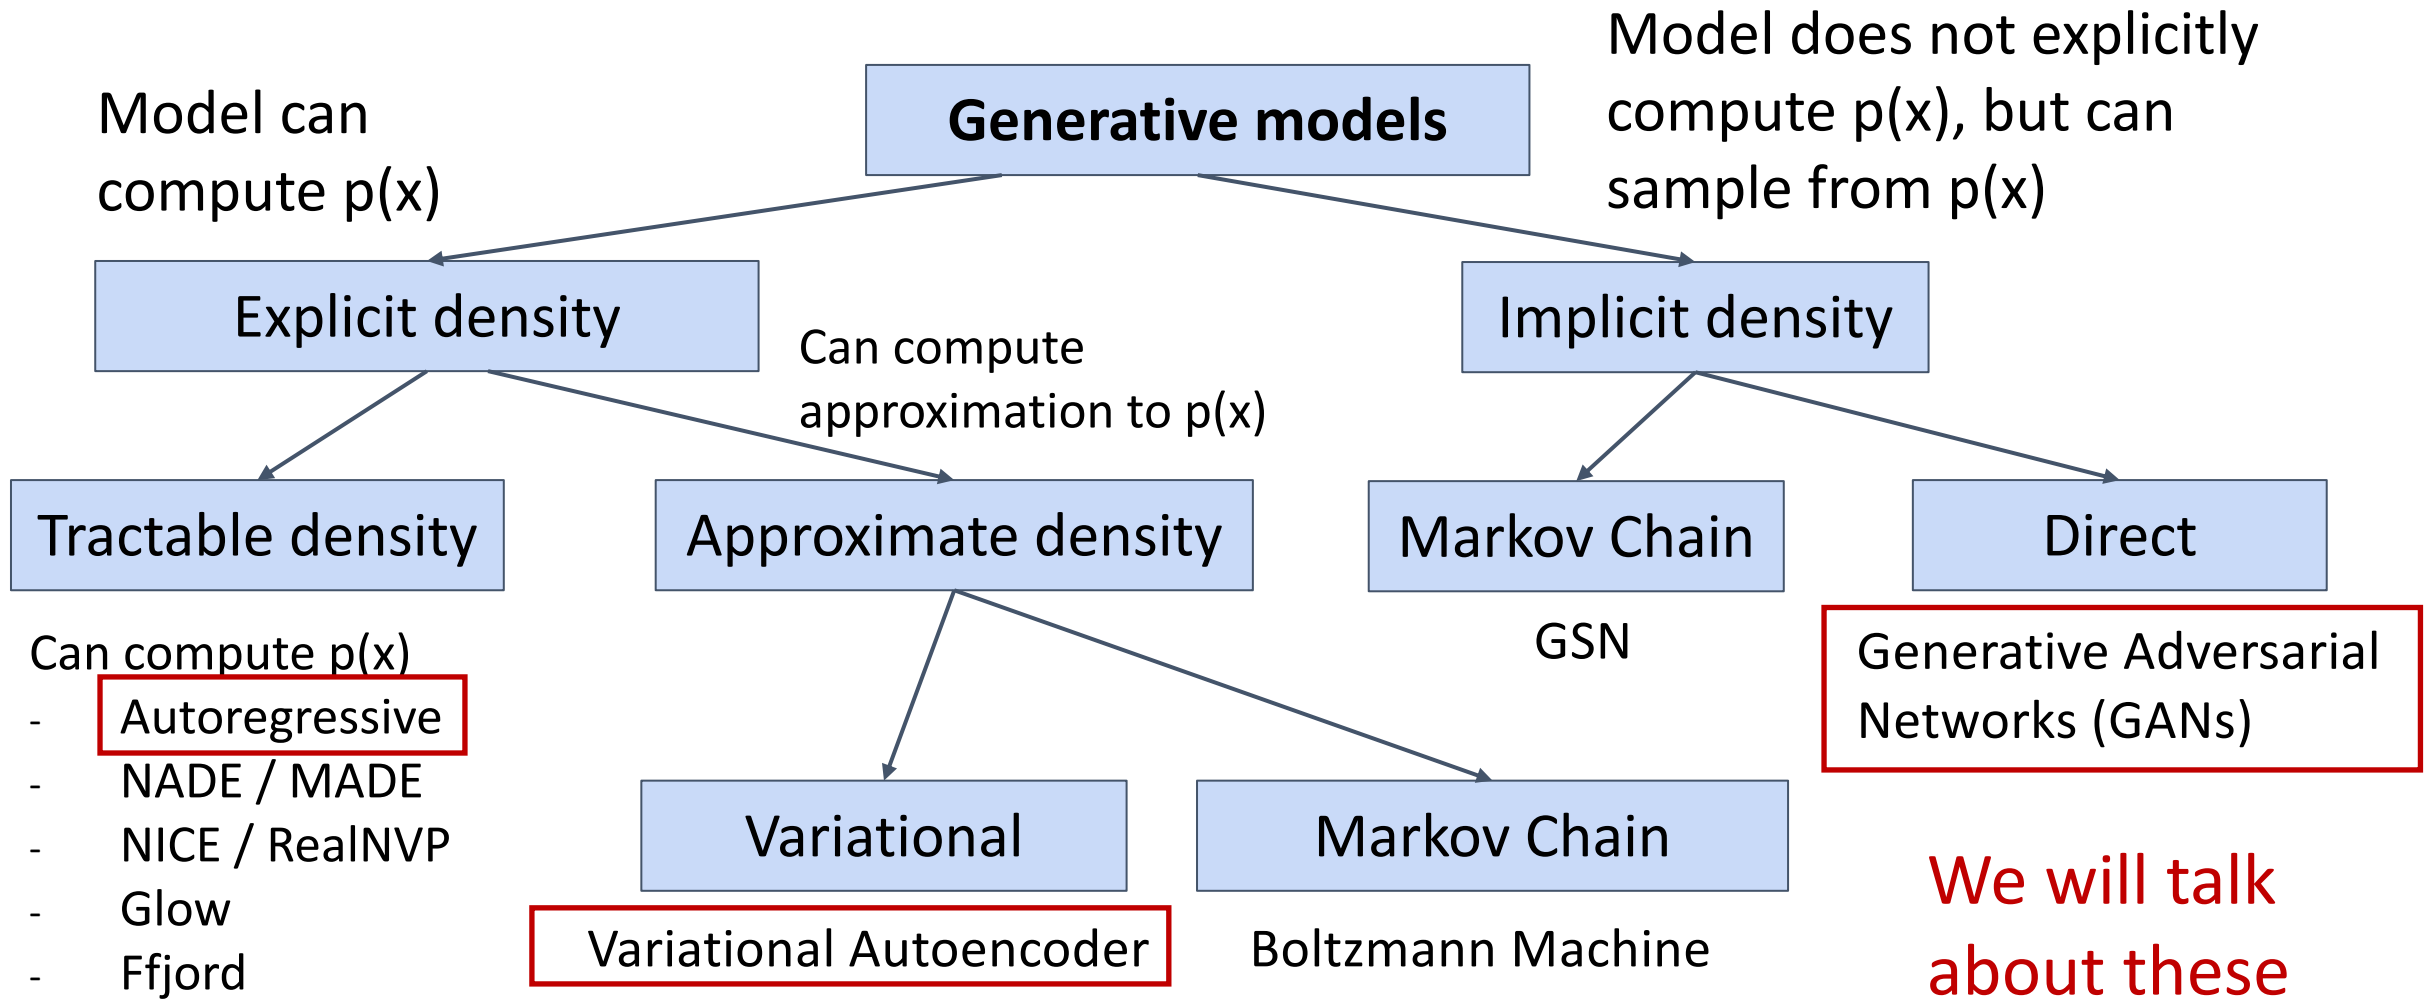 Generative models
Model can
compute p(x)
Model does not explicitly
compute p(x), but can
sample from p(x)
Explicit density
Implicit density
Can compute
approximation to p(x)
Tractable density
Approximate density
Markov Chain
Direct
Can compute p(x)
- Autoregressive
- NADE / MADE
- NICE / RealNVP
- Glow
- Ffjord
Variational
Markov Chain
Variational Autoencoder
Boltzmann Machine
GSN
Generative Adversarial
Networks (GANs)
We will talk
about these